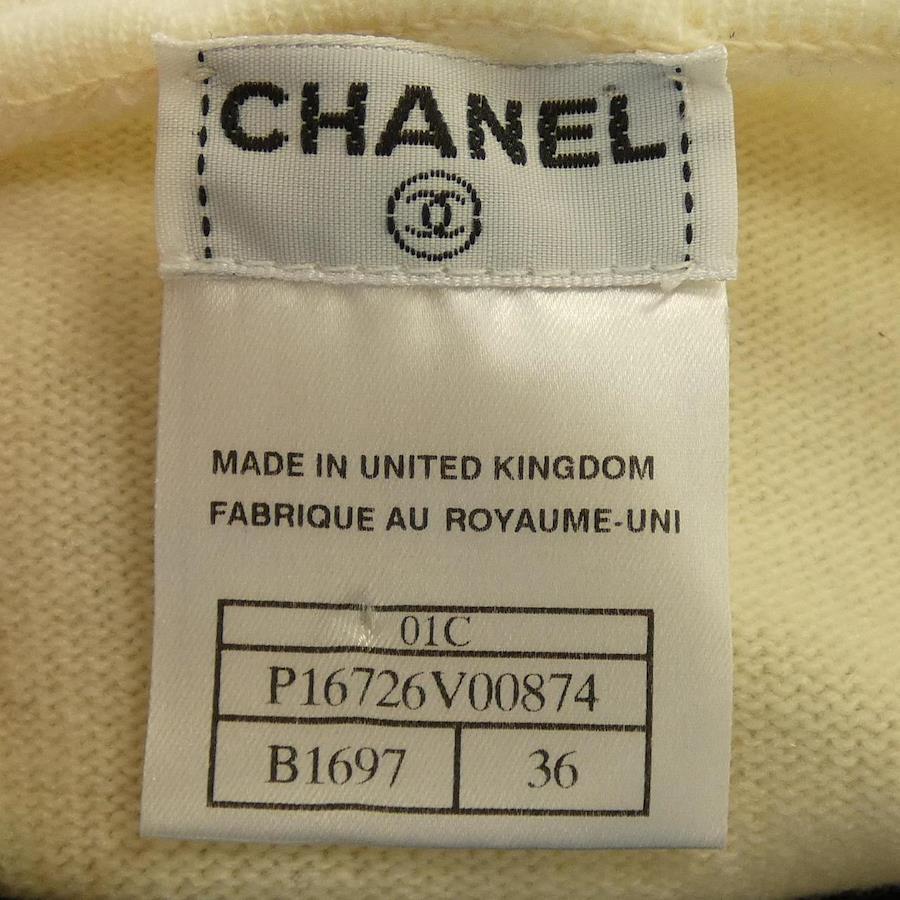 CHANEL
MADE IN UNITED KINGDOM
FABRIQUE AU ROYAUME-UNI
01C
P16726V00874
B1697 36